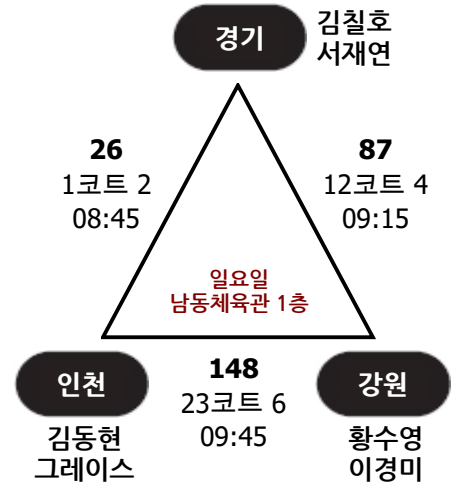 경기
김칠호
서재연
26
1코트 2
08:45
87
12코트 4
09:15
일요일
남동체육관 1층
인천
김동현
그레이스
148
23코트 6
09:45
강원
황수영
이경미